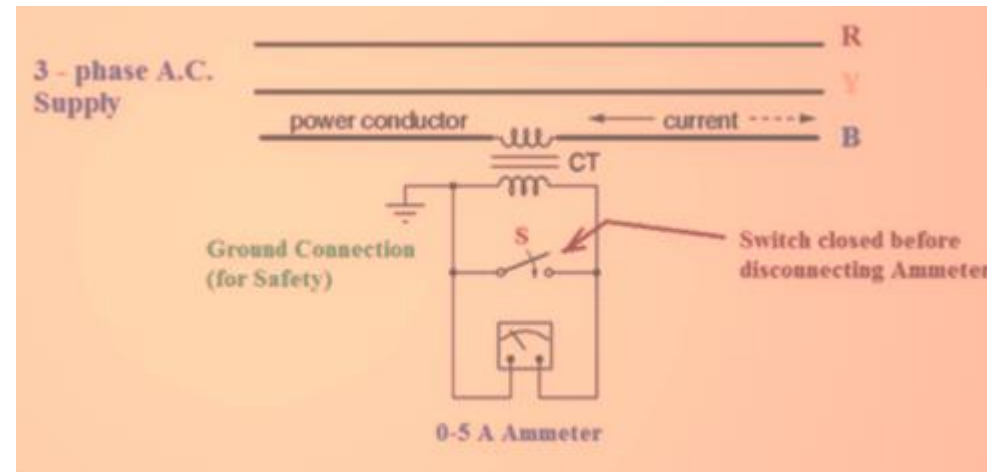 R
3 - phase A.C.
Supply
Y
power conductor
current
B
CT
S
Ground Connection
(for Safety)
Switch closed before
disconnecting Ammeter
0-5 A Ammeter